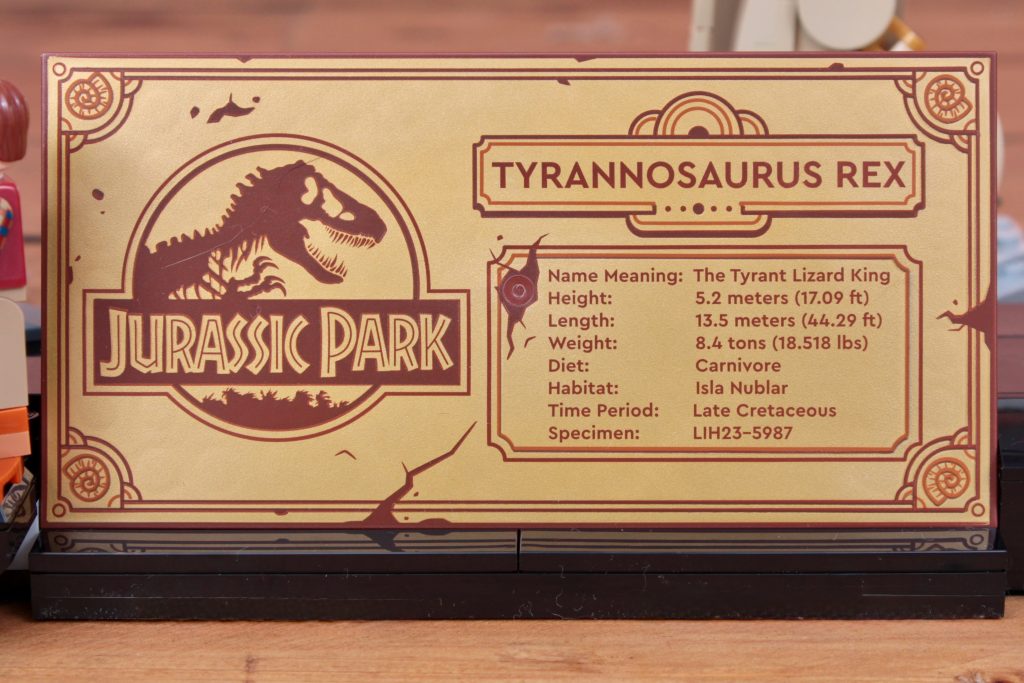 JURASSIC PARK
TYRANNOSAURUS REX
Name Meaning: The Tyrant Lizard King
Height: 5.2 meters (17.09 ft)
Length: 13.5 meters (44.29 ft)
Weight: 8.4 tons (18.518 lbs)
Diet: Carnivore
Habitat: Isla Nublar
Time Period: Late Cretaceous
Specimen: LIH23-5987